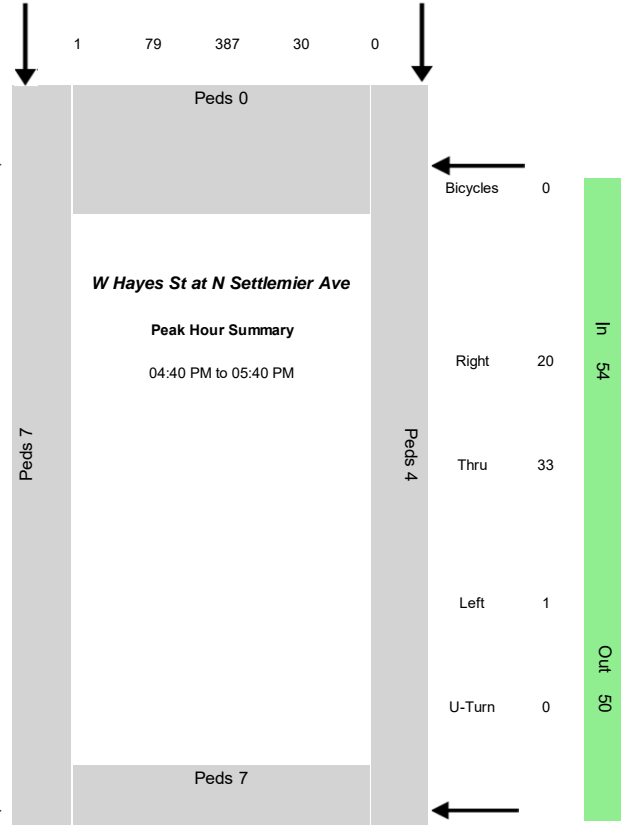 1 79 387 30 0
Peds 0
Bicycles 0
W Hayes St at N Settlemier Ave
Peak Hour Summary
04:40 PM to 05:40 PM
In 54
Right 20
Peds 7
Peds 4
Thru 33
Left 1
Out 50
U-Turn 0
Peds 7